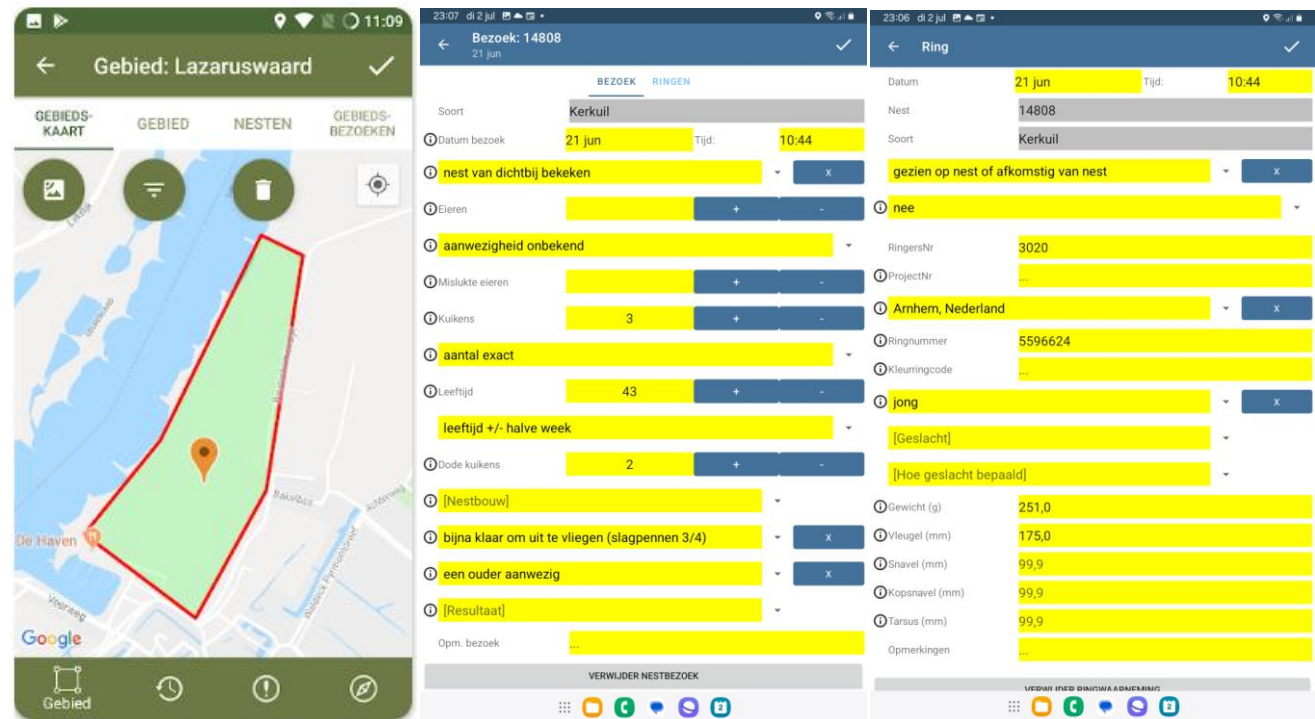 11:09
Gebied: Lazaruswaard
GEBIEDS-
KAART
GEBIED
NESTEN
GEBIEDS-
BEZOEKEN
Bakelbos
De Haven
Veerweg
Google
Gebied
23:07 di 2 jul
Bezoek: 14808
21 jun
BEZOEK RINGEN
Soort Kerkuil
Datum bezoek 21 jun Tijd: 10:44
nest van dichtbij bekeken x
Eieren + -
aanwezigheid onbekend
Mislukte eieren + -
Kuikens 3 + -
aantal exact
Leeftijd 43 + -
leeftijd +/- halve week
Dode kuikens 2 + -
[Nestbouw]
bijna klaar om uit te vliegen (slagpennen 3/4) x
een ouder aanwezig x
[Resultaat]
Opm. bezoek ...
VERWIJDER NESTBEZOEK
2
23:06 di 2 jul
Ring
Datum 21 jun Tijd: 10:44
Nest 14808
Soort Kerkuil
gezien op nest of afkomstig van nest x
nee
RingersNr 3020
ProjectNr ...
Arnhem, Nederland x
Ringnummer 5596624
Kleurringcode ...
jong x
[Geslacht]
[Hoe geslacht bepaald]
Gewicht (g) 251,0
Vleugel (mm) 175,0
Snavel (mm) 99,9
Kopsnavel (mm) 99,9
Tarsus (mm) 99,9
Opmerkingen ...
VERWIJDER RINGWAARNEMING
2